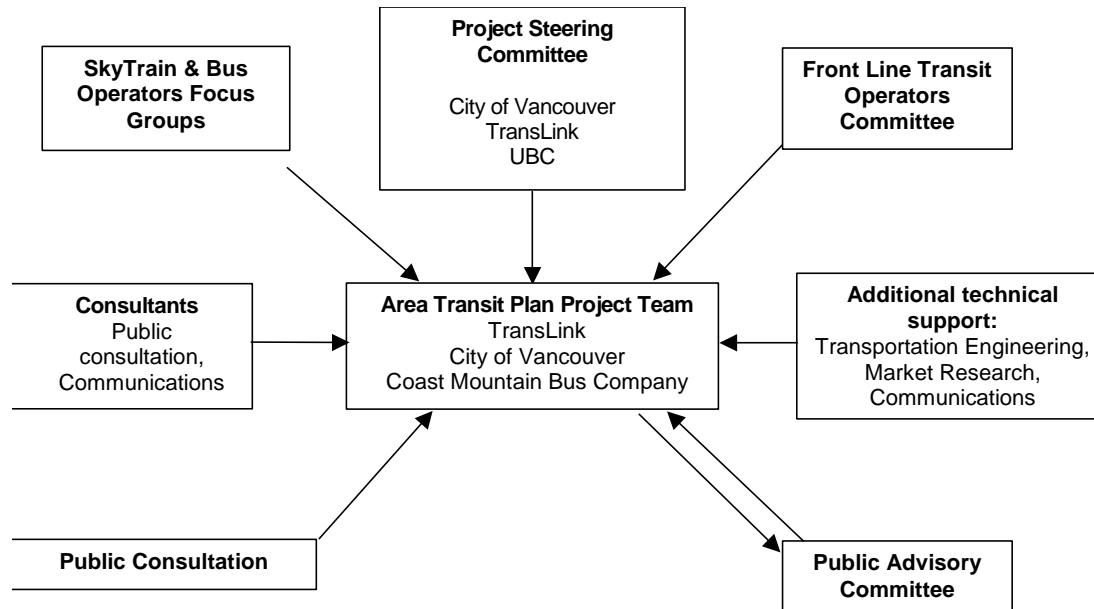 SkyTrain & Bus
Operators Focus
Groups
Project Steering
Committee
City of Vancouver
TransLink
UBC
Front Line Transit
Operators
Committee
Consultants
Public
consultation,
Communications
Area Transit Plan Project Team
TransLink
City of Vancouver
Coast Mountain Bus Company
Additional technical
support:
Transportation Engineering,
Market Research,
Communications
Public Consultation
Public Advisory
Committee